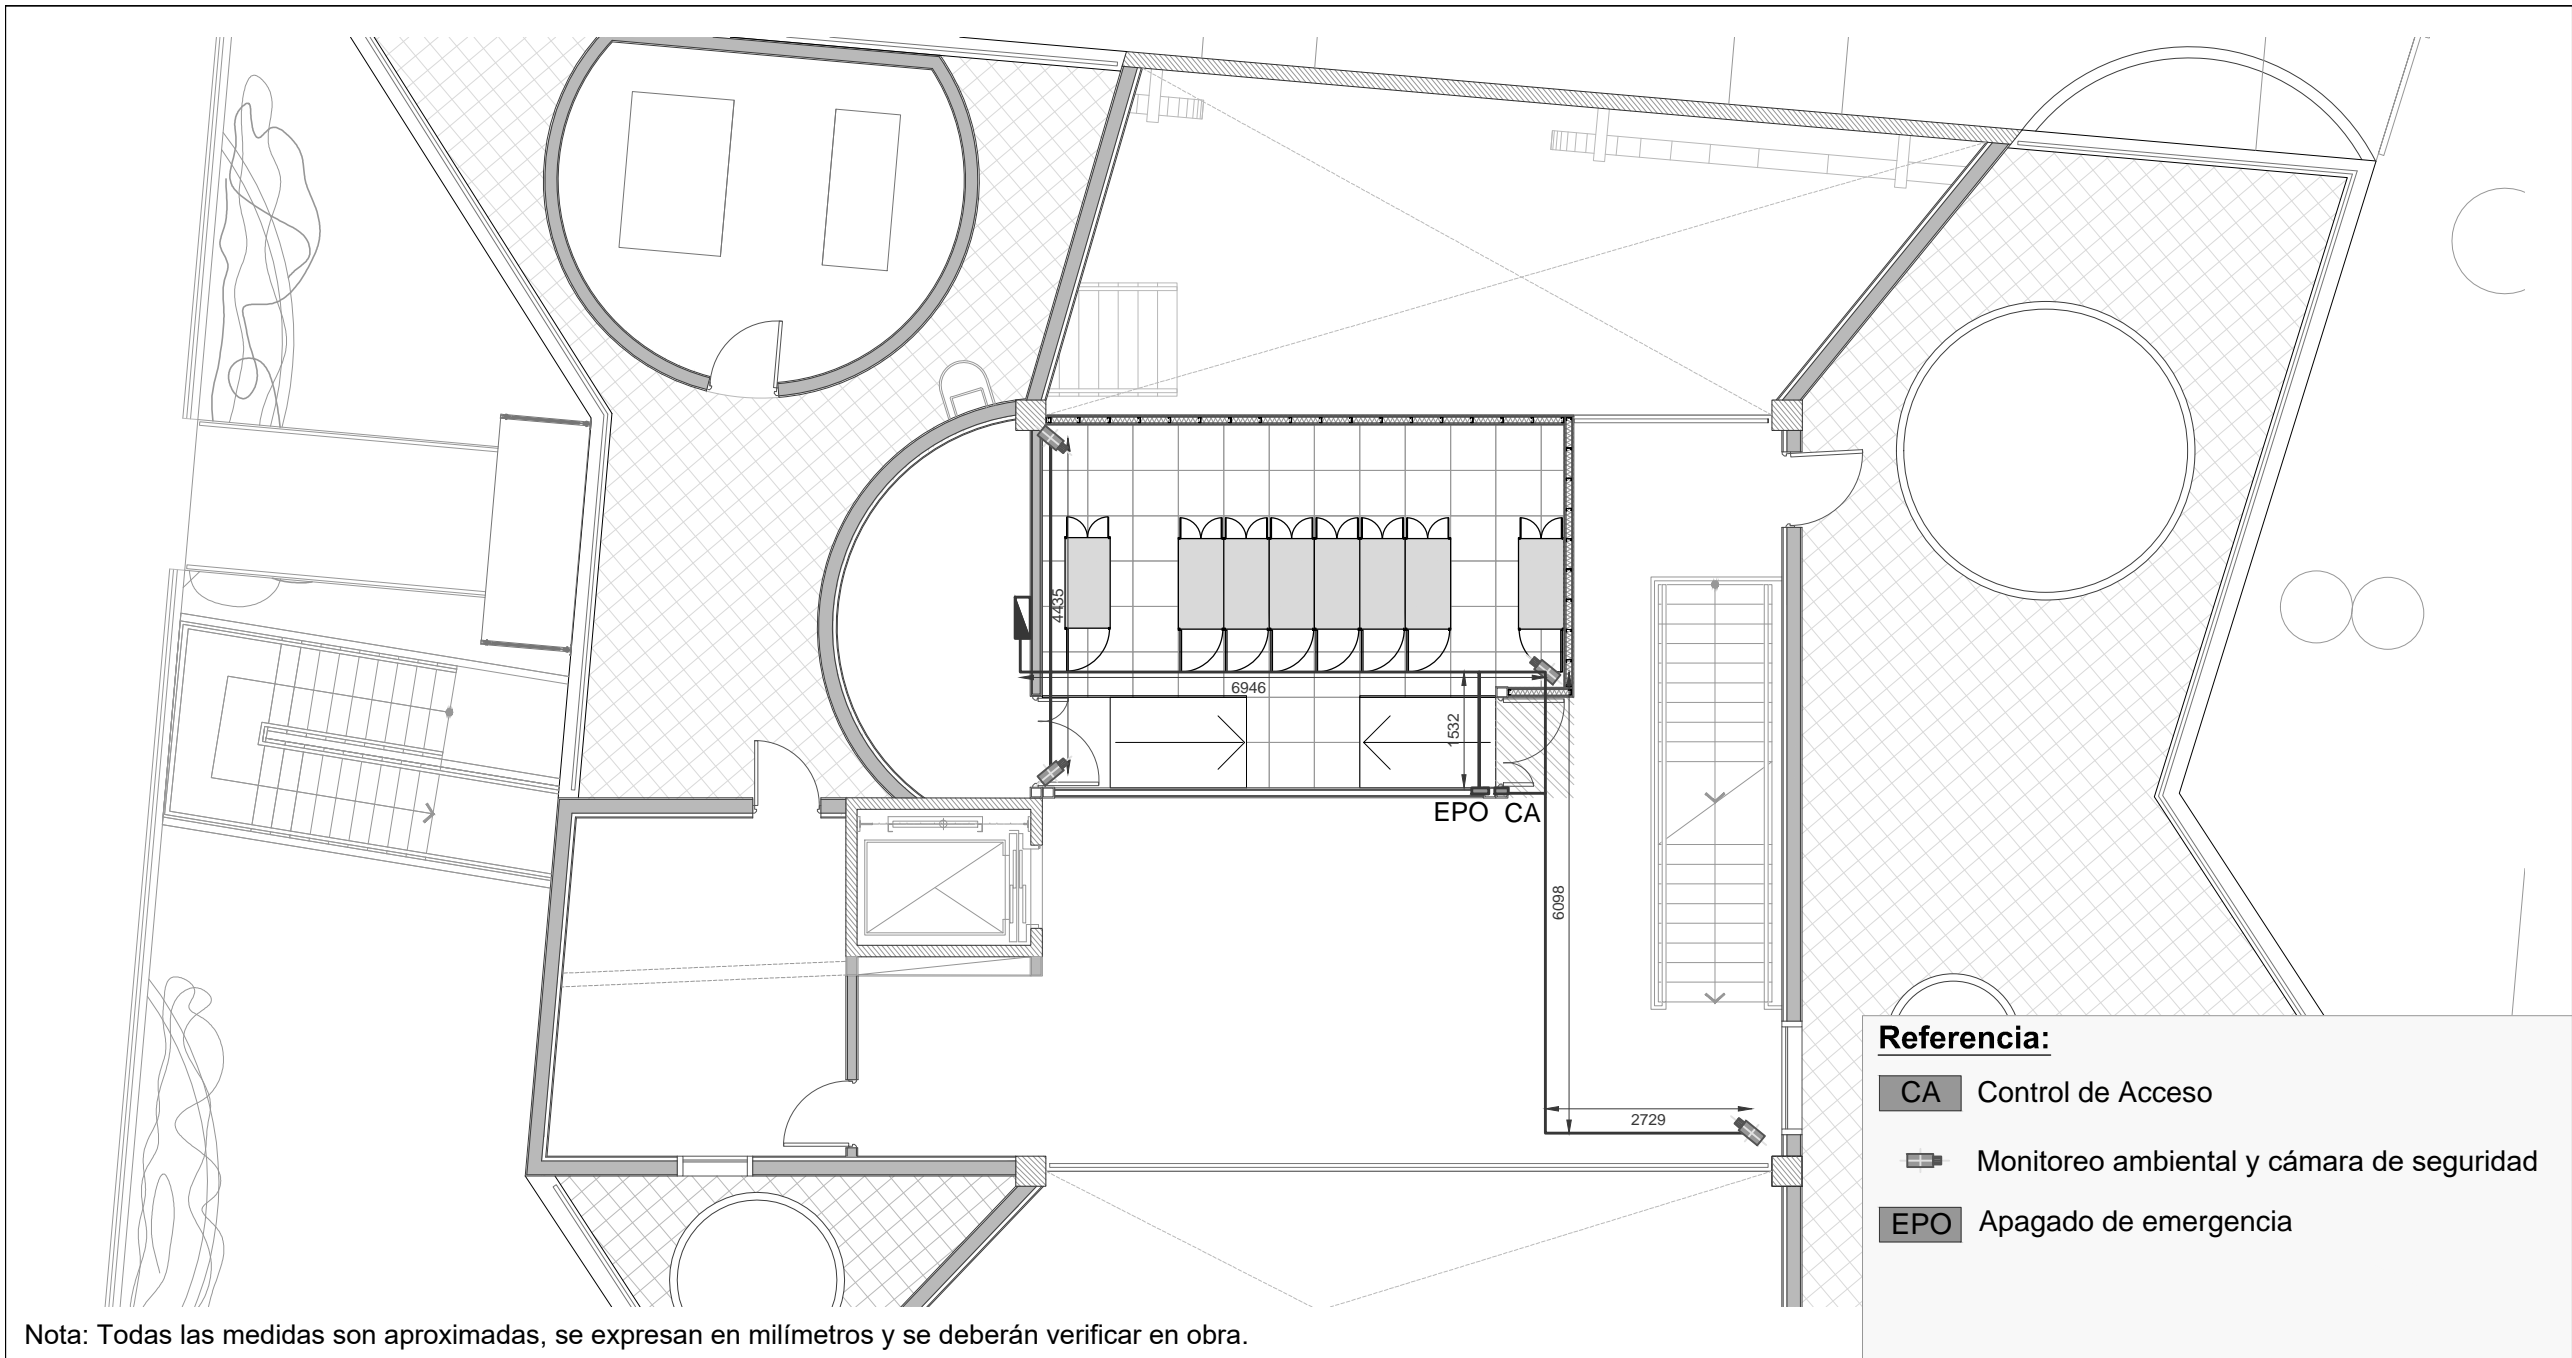 4435
6946
1532
EPO CA
6098
2729
Referencia:
CA Control de Acceso
Monitoreo ambiental y cámara de seguridad
EPO Apagado de emergencia
Nota: Todas las medidas son aproximadas, se expresan en milímetros y se deberán verificar en obra.